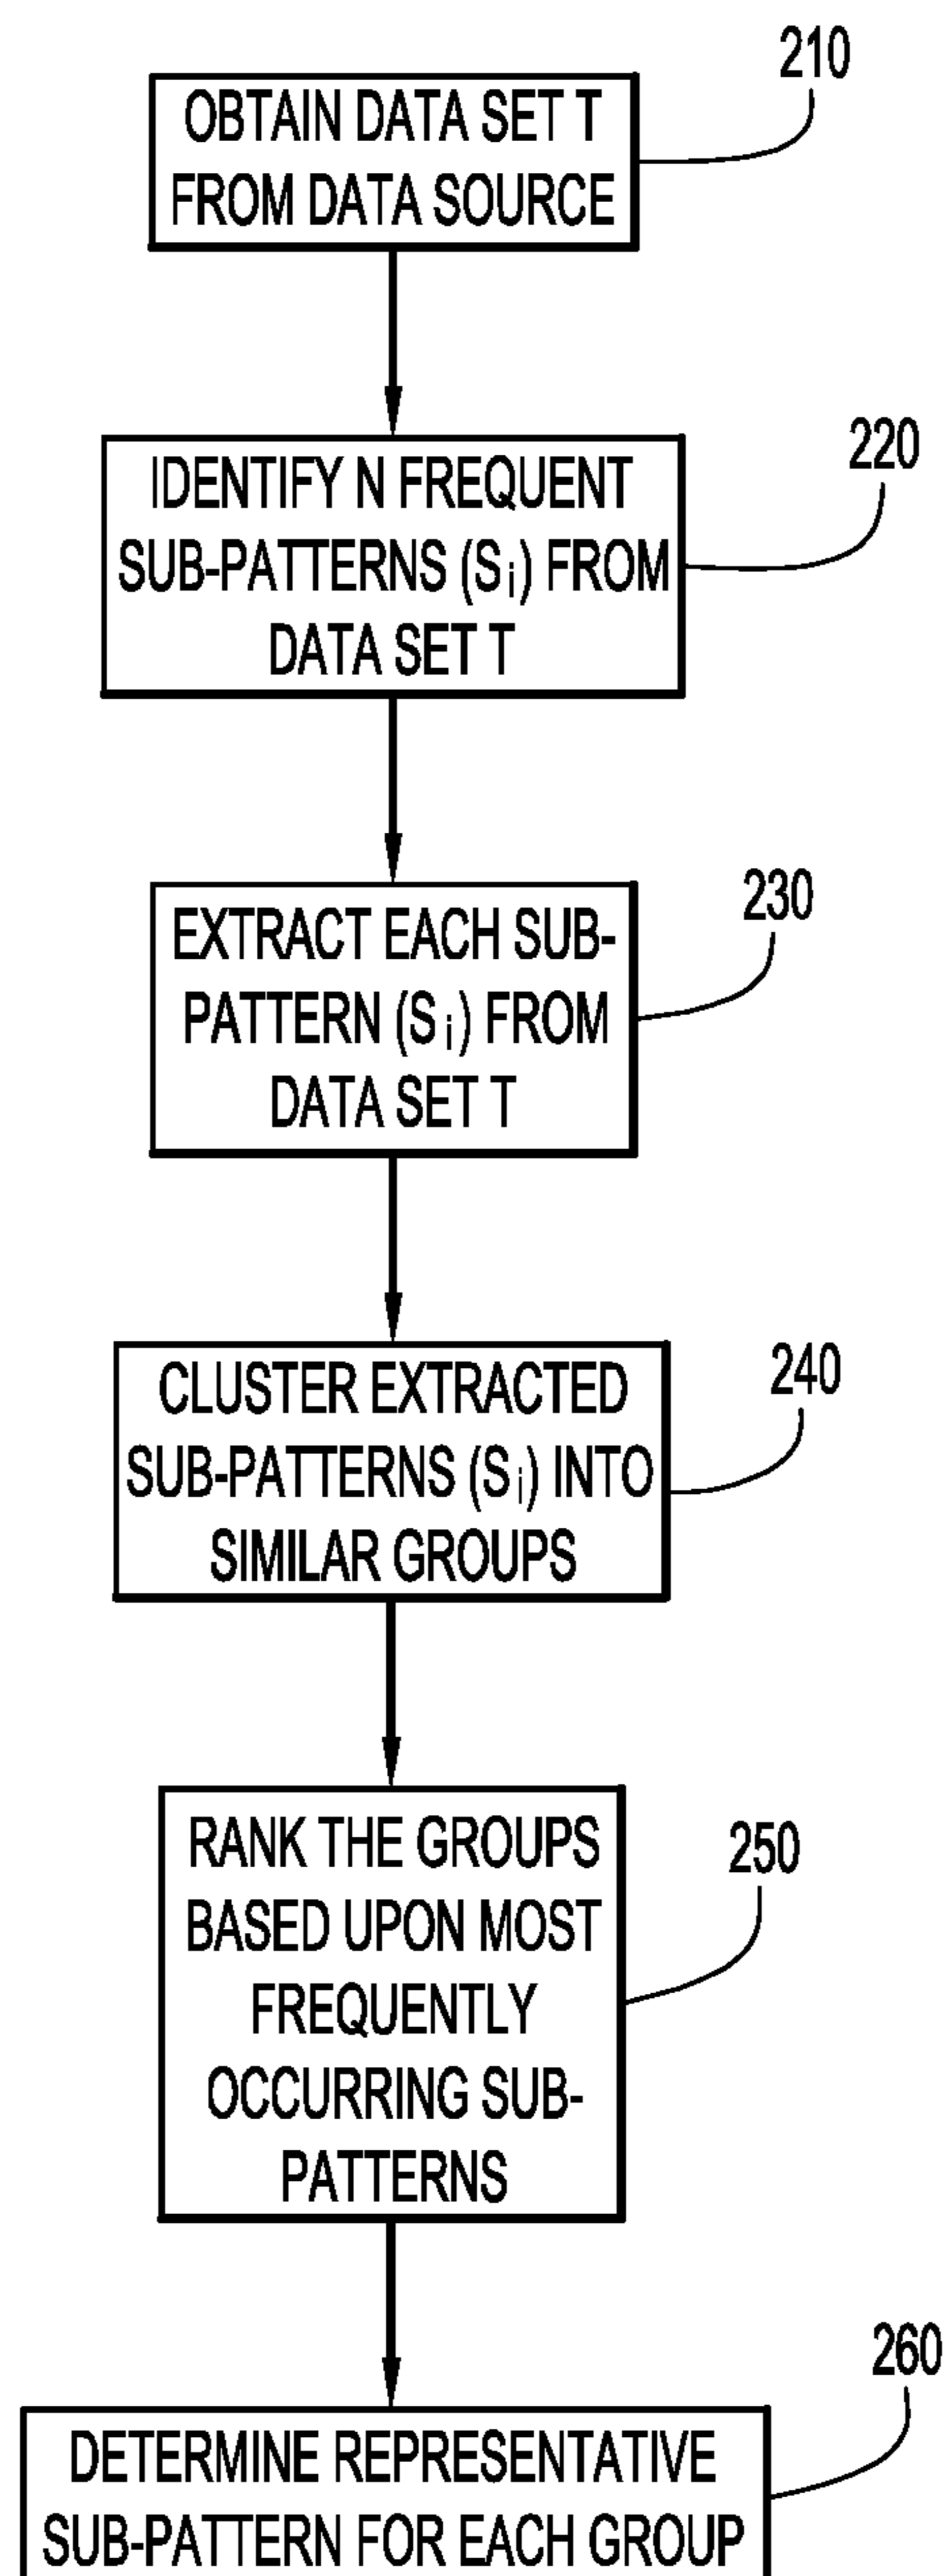 210
OBTAIN DATA SET T
FROM DATA SOURCE
220
IDENTIFY N FREQUENT
SUB-PATTERNS (Si) FROM
DATA SET T
230
EXTRACT EACH SUB-
PATTERN (Si) FROM
DATA SET T
240
CLUSTER EXTRACTED
SUB-PATTERNS (Si) INTO
SIMILAR GROUPS
250
RANK THE GROUPS
BASED UPON MOST
FREQUENTLY
OCCURRING SUB-
PATTERNS
260
DETERMINE REPRESENTATIVE
SUB-PATTERN FOR EACH GROUP